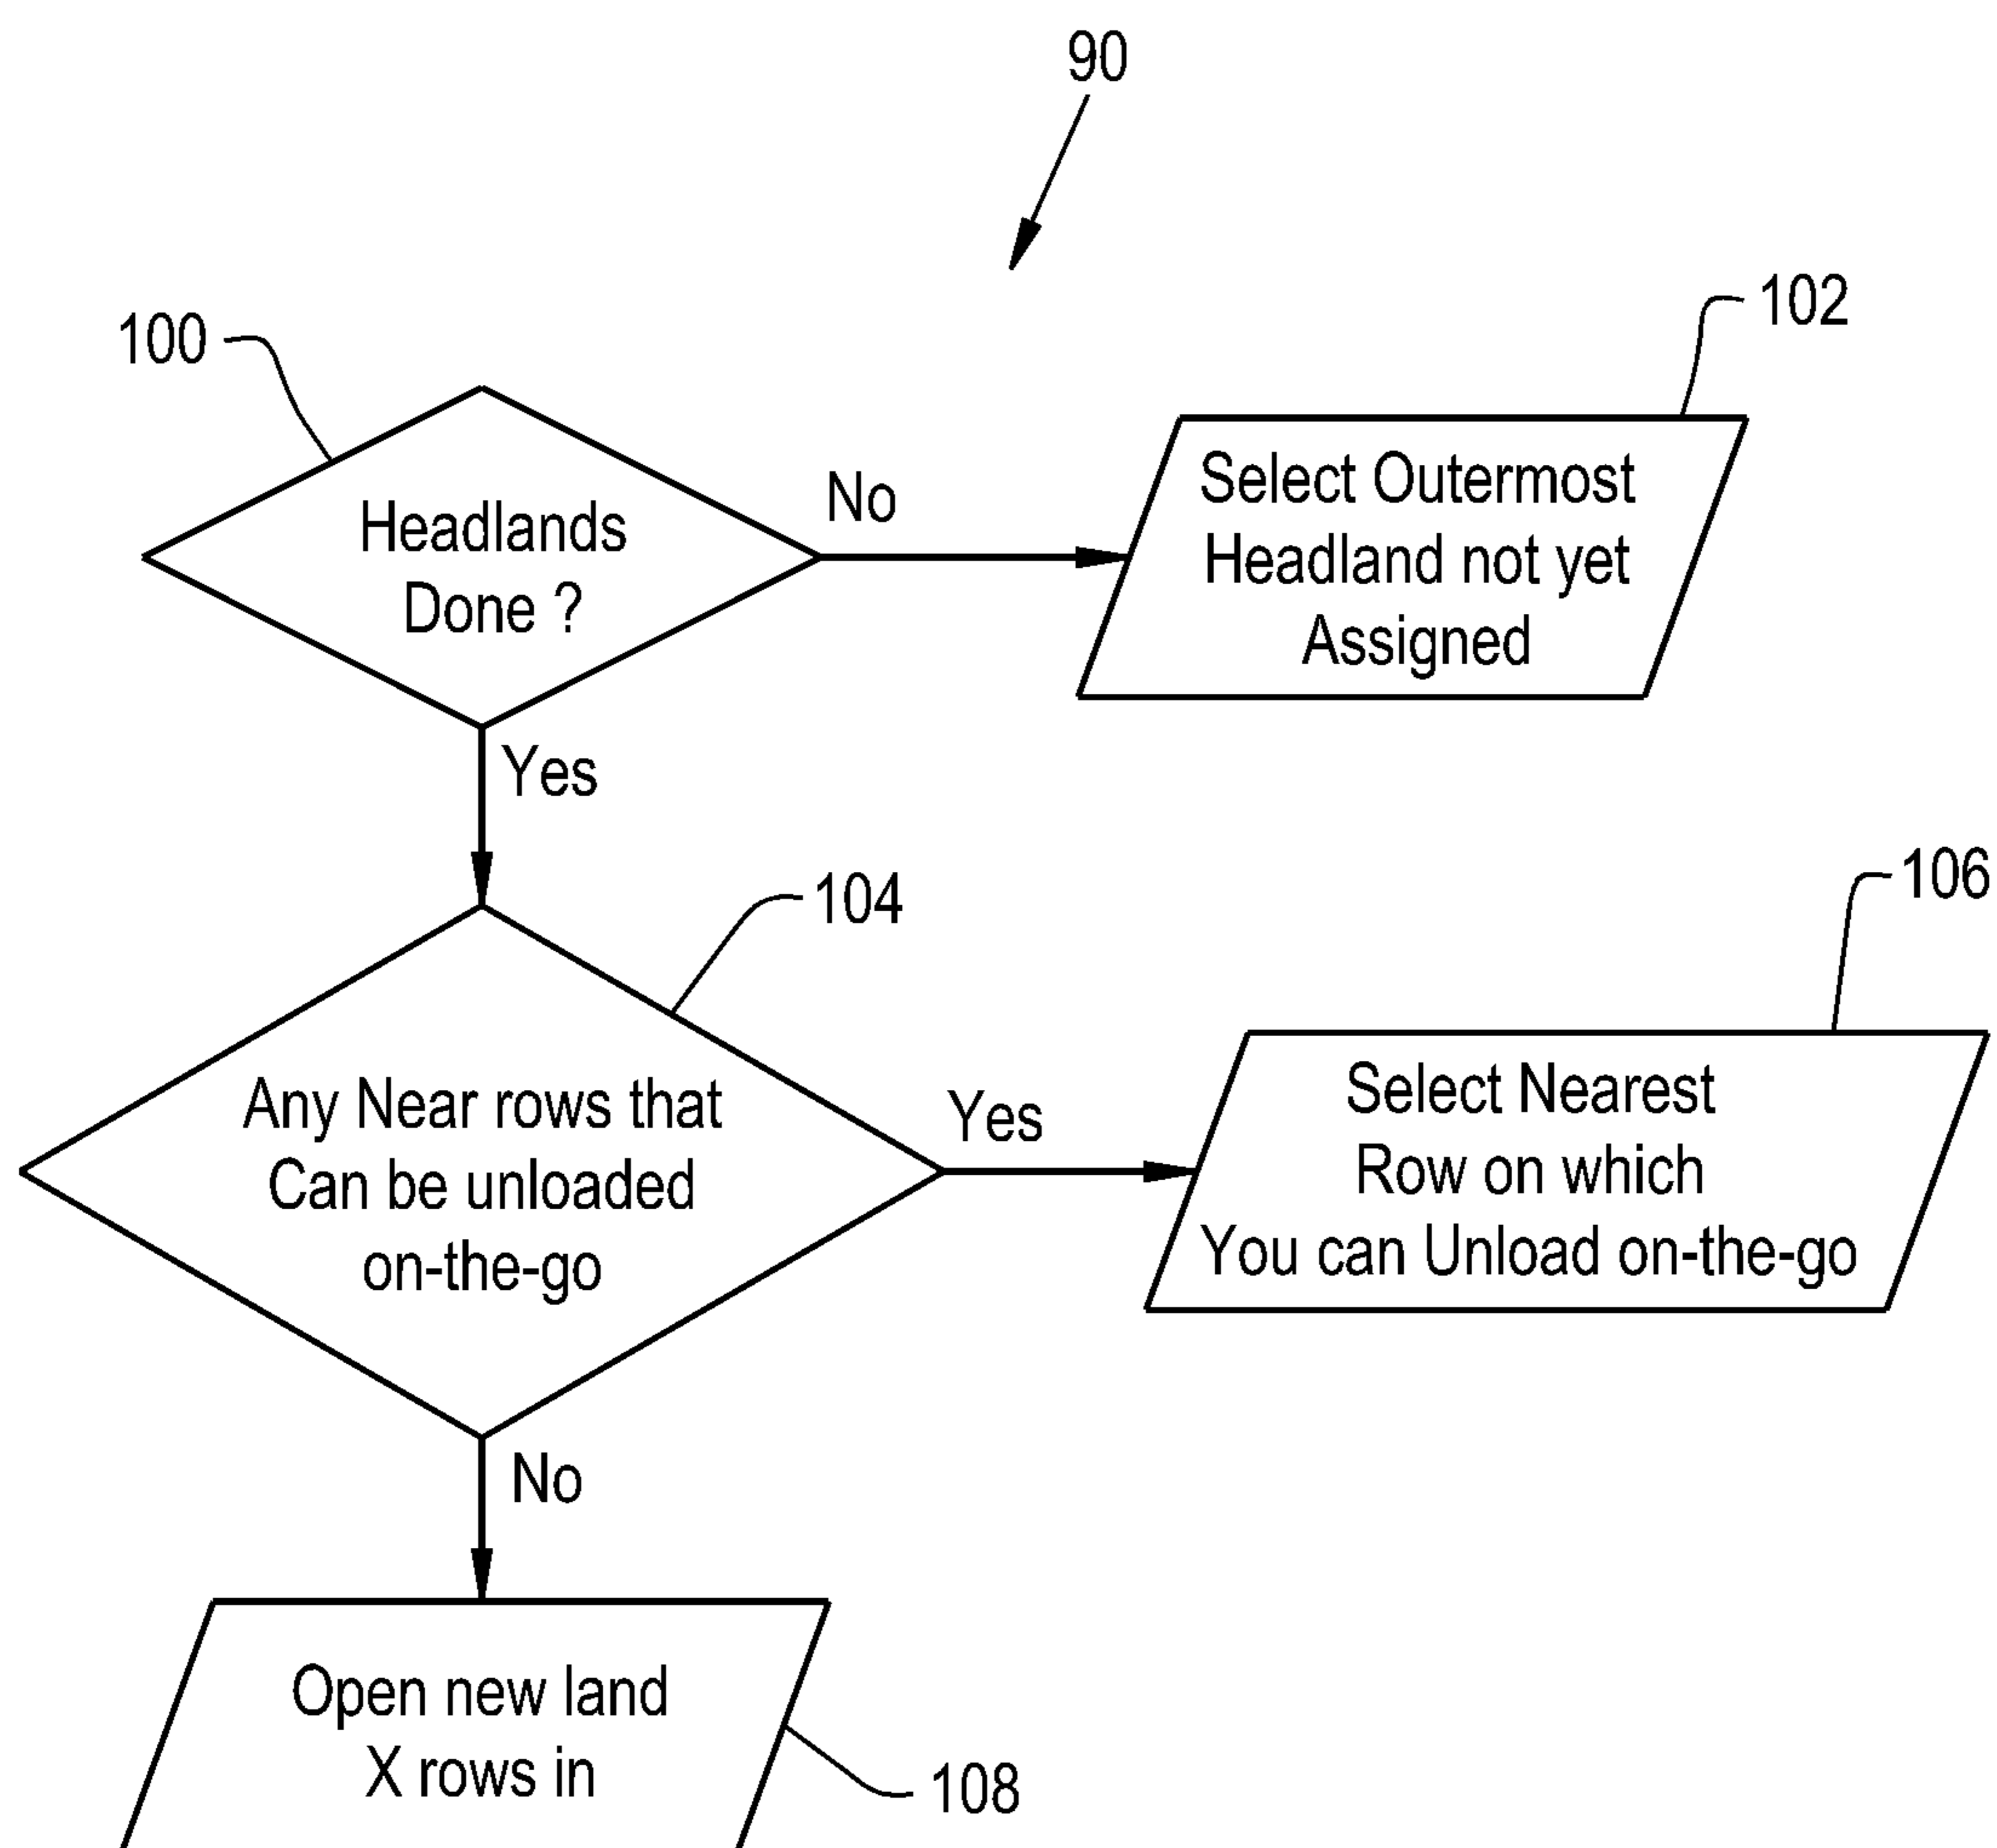 90
100
102
Headlands
Done ?
No
Select Outermost
Headland not yet
Assigned
Yes
104
106
Any Near rows that
Can be unloaded
on-the-go
Yes
Select Nearest
Row on which
You can Unload on-the-go
No
Open new land
X rows in
108